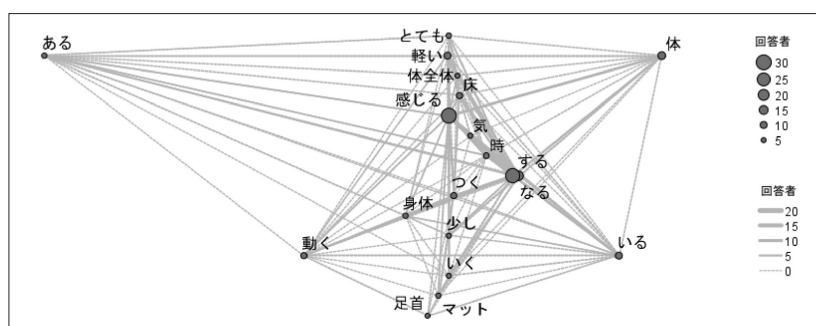 とても
ある
軽い
体
体全体
床
感じる
気
時
する
なる
つく
身体
少し
動く
いる
いく
足首
マット
回答者
30
25
20
15
10
5
回答者
20
15
10
5
0